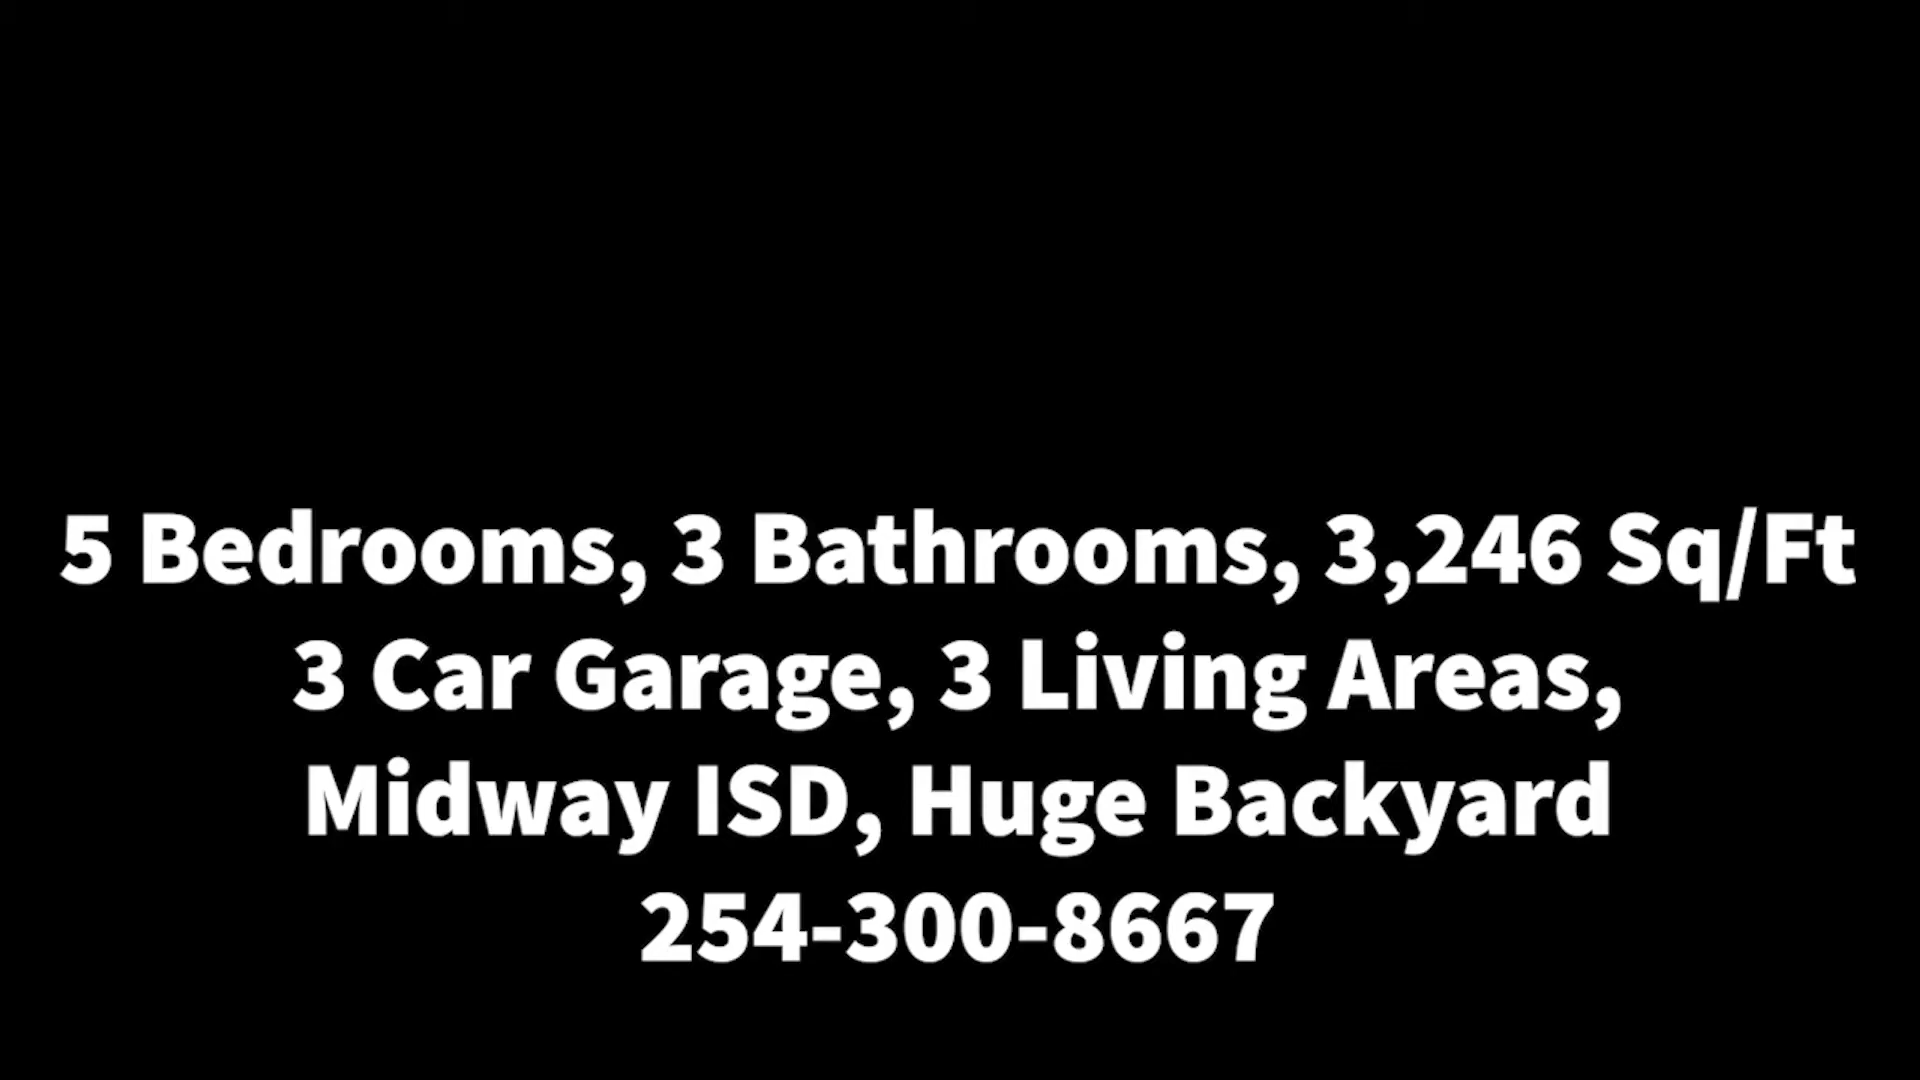 5 Bedrooms, 3 Bathrooms, 3,246 Sq/Ft
3 Car Garage, 3 Living Areas,
Midway ISD, Huge Backyard
254-300-8667